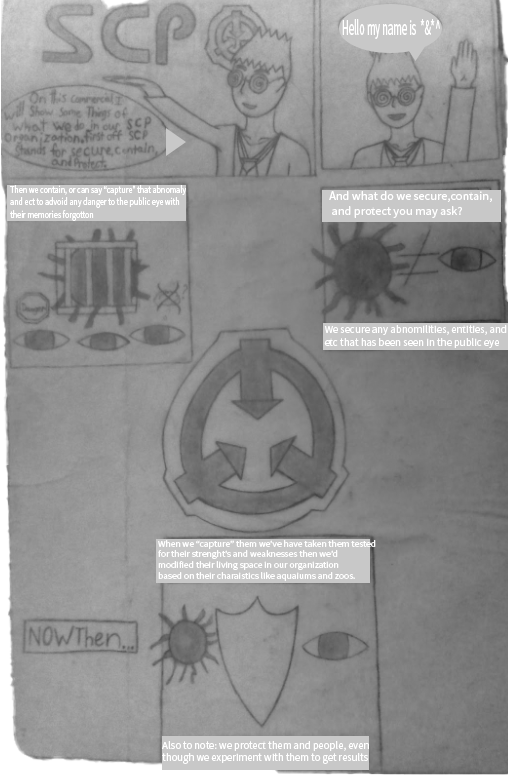 SCP
Hello my name is *&*^
On this commercial I
will Show Some Things of
what we do in our SCP
Organization, first off SCP
Stands for secure, contain,
and Protect.
And what do we secure,contain,
and protect you may ask?
We secure any abnomilities, entities, and
etc that has been seen in the public eye
Then we contain, or can say "capture" that abnomaly
and ect to advoid any danger to the public eye with
their memories forgotton
When we "capture" them we've have taken them tested
for their strenght's and weaknesses then we'd
modified their living space in our organization
based on their charaistics like aquaiums and zoos.
NOW Then...
Also to note: we protect them and people, even
though we experiment with them to get results